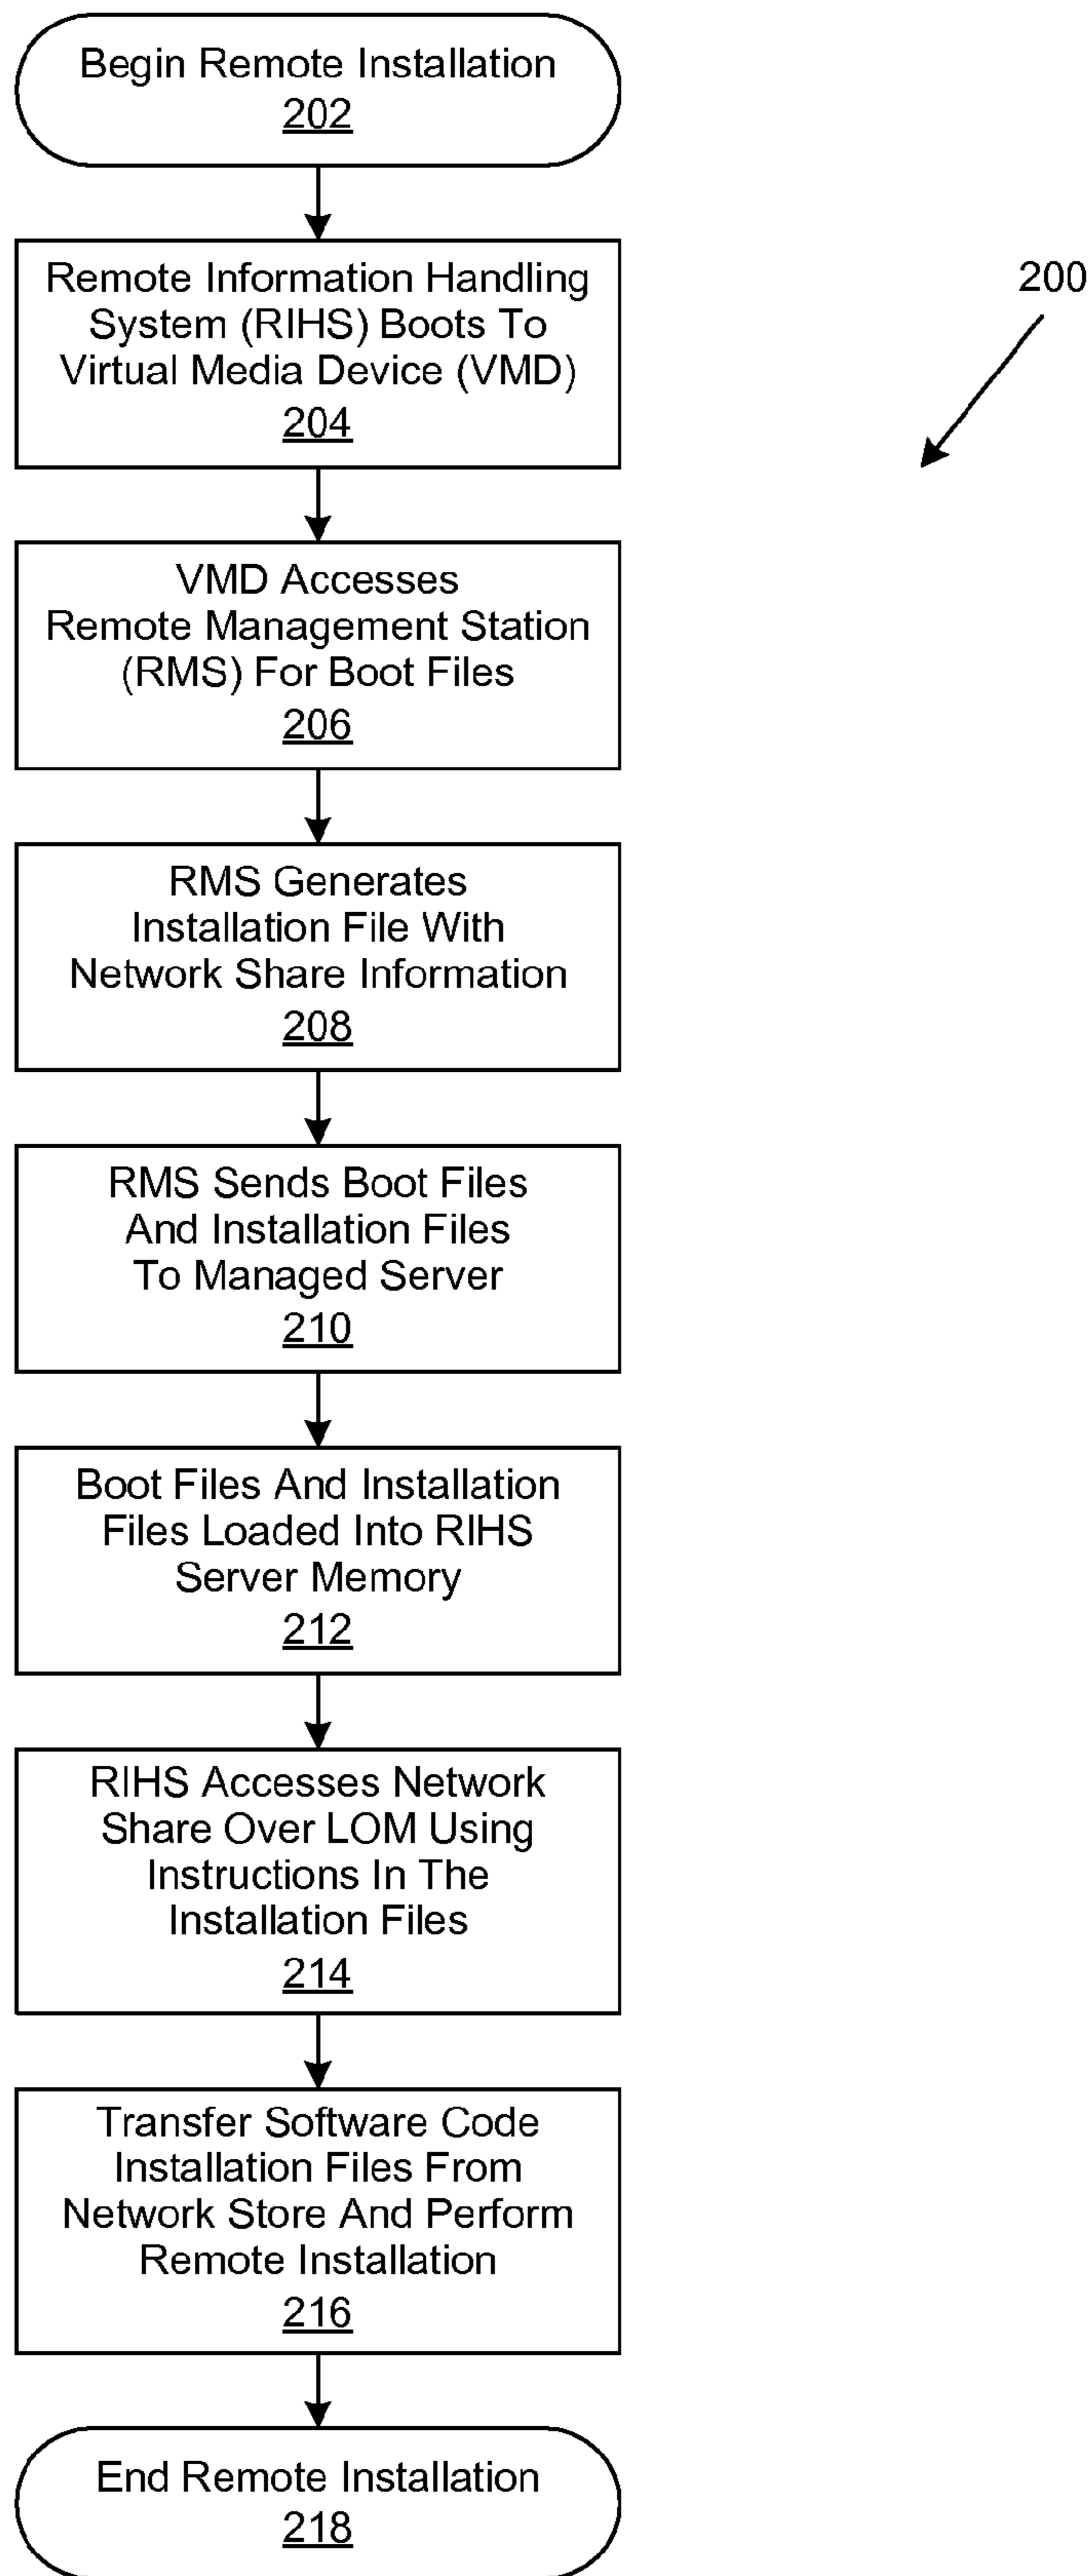 Begin Remote Installation
202
Remote Information Handling
System (RIHS) Boots To
Virtual Media Device (VMD)
204
200
VMD Accesses
Remote Management Station
(RMS) For Boot Files
206
RMS Generates
Installation File With
Network Share Information
208
RMS Sends Boot Files
And Installation Files
To Managed Server
210
Boot Files And Installation
Files Loaded Into RIHS
Server Memory
212
RIHS Accesses Network
Share Over LOM Using
Instructions In The
Installation Files
214
Transfer Software Code
Installation Files From
Network Store And Perform
Remote Installation
216
End Remote Installation
218